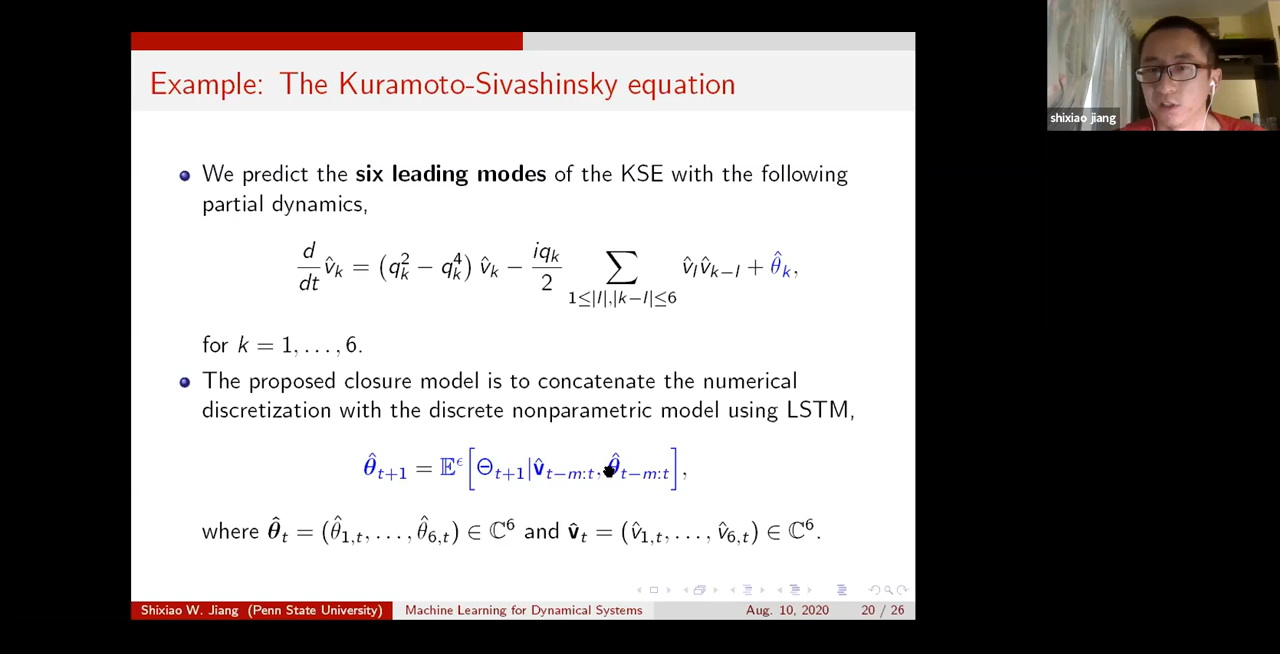 Example: The Kuramoto-Sivashinsky equation
shixiao jiang
We predict the six leading modes of the KSE with the following
partial dynamics,
d/dt v̂_k = (q_k^2 − q_k^4) v̂_k − iq_k/2 ∑_{1≤|l|,|k−l|≤6} v̂_l v̂_{k−l} + θ̂_k,
for k = 1, . . . , 6.
The proposed closure model is to concatenate the numerical
discretization with the discrete nonparametric model using LSTM,
θ̂_{t+1} = 𝔼^ϵ[Θ_{t+1}|v̂_{t−m:t}, θ̂_{t−m:t}],
where θ̂_t = (θ̂_{1,t}, . . . , θ̂_{6,t}) ∈ ℂ^6 and v̂_t = (v̂_{1,t}, . . . , v̂_{6,t}) ∈ ℂ^6.
Shixiao W. Jiang (Penn State University) Machine Learning for Dynamical Systems Aug. 10, 2020 20 / 26